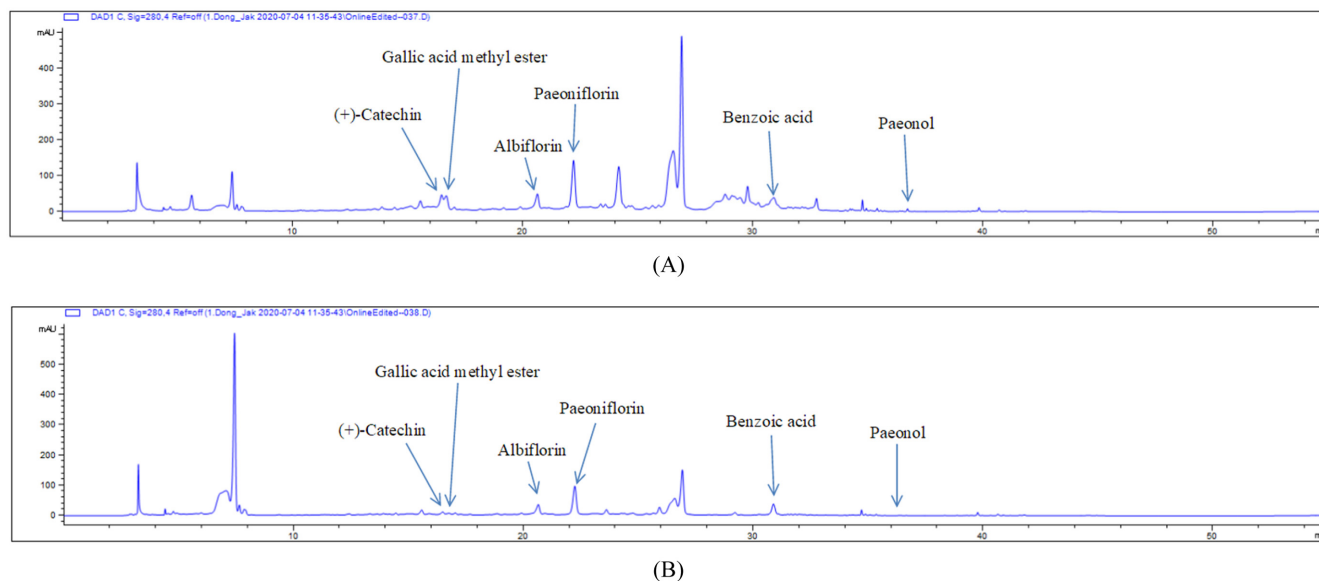 DAD1 C, Sig=280,4 Ref=off (1.Dong_Jak 2020-07-04 11-35-43\OnlineEdited--037.D)
mAU
Gallic acid methyl ester
Paeoniflorin
(+)-Catechin
Benzoic acid
Paeonol
Albiflorin
400
300
200
100
0
10
20
30
40
50
(A)
DAD1 C, Sig=280,4 Ref=off (1.Dong_Jak 2020-07-04 11-35-43\OnlineEdited--038.D)
mAU
Gallic acid methyl ester
Paeoniflorin
(+)-Catechin
Benzoic acid
Paeonol
Albiflorin
500
400
300
200
100
0
10
20
30
40
50
(B)